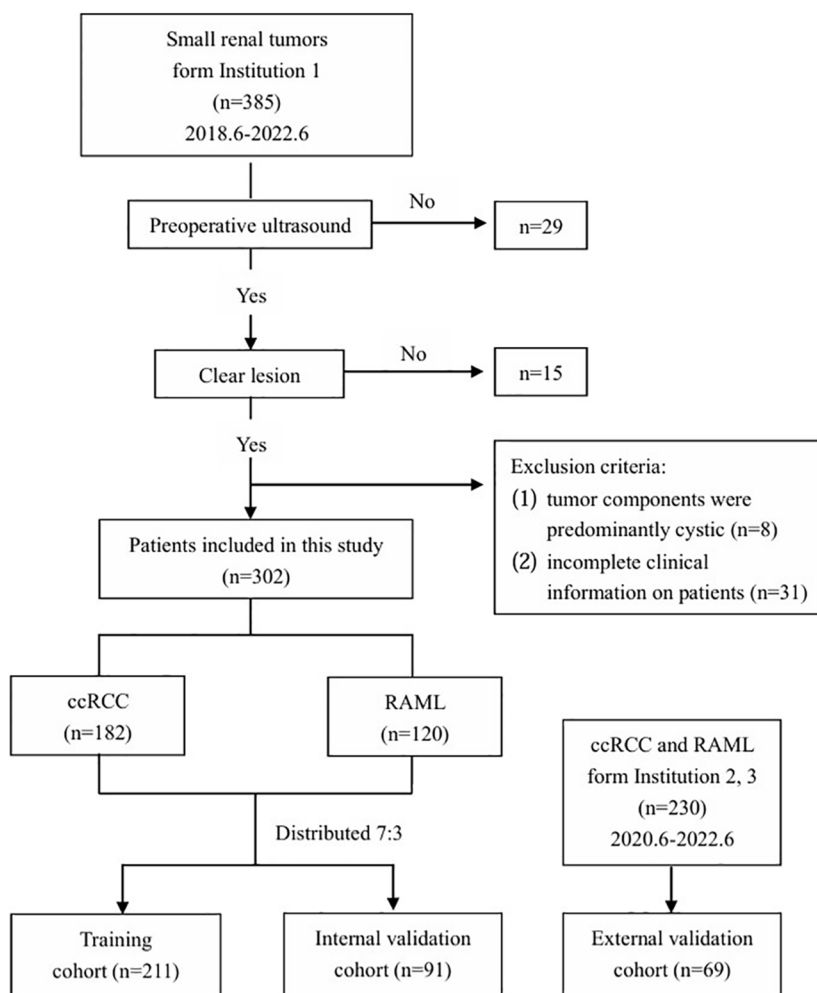 Small renal tumors
form Institution 1
(n=385)
2018.6-2022.6
No
Preoperative ultrasound
n=29
Yes
No
Clear lesion
n=15
Yes
Exclusion criteria:
(1) tumor components were
predominantly cystic (n=8)
(2) incomplete clinical
information on patients (n=31)
Patients included in this study
(n=302)
ccRCC
(n=182)
RAML
(n=120)
ccRCC and RAML
form Institution 2, 3
(n=230)
2020.6-2022.6
Distributed 7:3
Training
cohort (n=211)
Internal validation
cohort (n=91)
External validation
cohort (n=69)